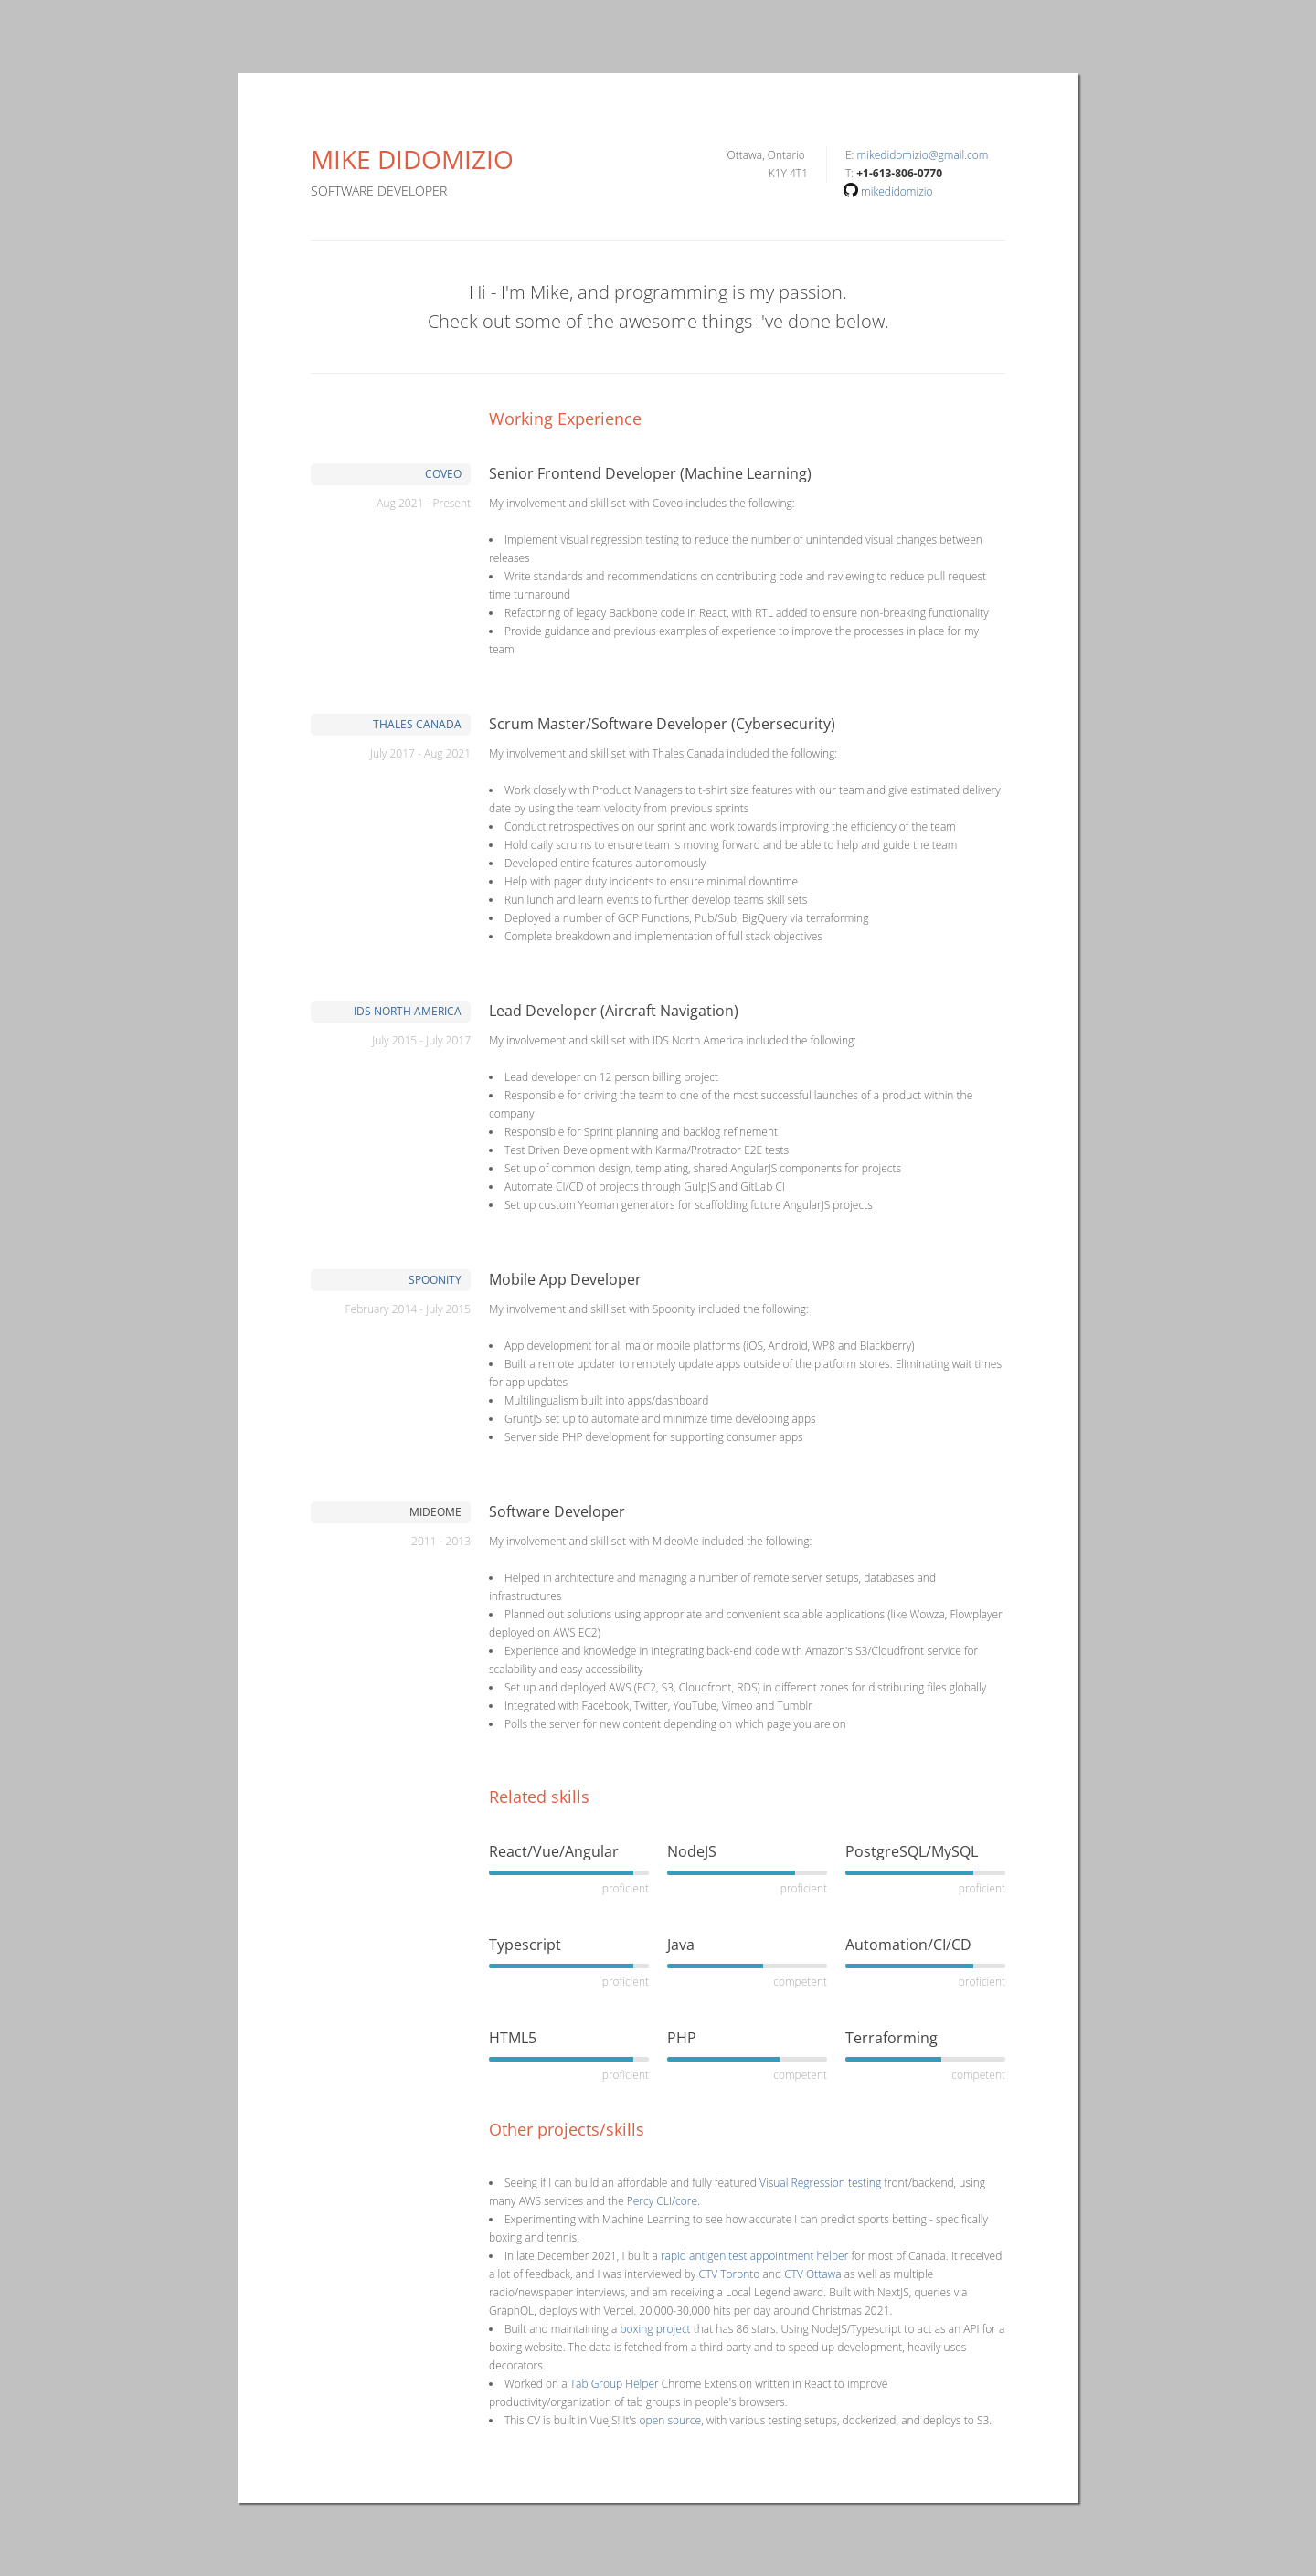 MIKE DIDOMIZIO
SOFTWARE DEVELOPER
Ottawa, Ontario
K1Y 4T1
E: mikedidomizio@gmail.com
T: +1-613-806-0770
mikedidomizio
Hi - I'm Mike, and programming is my passion.
Check out some of the awesome things I've done below.
Working Experience
COVEO
Aug 2021 - Present
Senior Frontend Developer (Machine Learning)
My involvement and skill set with Coveo includes the following:
• Implement visual regression testing to reduce the number of unintended visual changes between
releases
• Write standards and recommendations on contributing code and reviewing to reduce pull request
time turnaround
• Refactoring of legacy Backbone code in React, with RTL added to ensure non-breaking functionality
• Provide guidance and previous examples of experience to improve the processes in place for my
team
THALES CANADA
July 2017 - Aug 2021
Scrum Master/Software Developer (Cybersecurity)
My involvement and skill set with Thales Canada included the following:
• Work closely with Product Managers to t-shirt size features with our team and give estimated delivery
date by using the team velocity from previous sprints
• Conduct retrospectives on our sprint and work towards improving the efficiency of the team
• Hold daily scrums to ensure team is moving forward and be able to help and guide the team
• Developed entire features autonomously
• Help with pager duty incidents to ensure minimal downtime
• Run lunch and learn events to further develop teams skill sets
• Deployed a number of GCP Functions, Pub/Sub, BigQuery via terraforming
• Complete breakdown and implementation of full stack objectives
IDS NORTH AMERICA
July 2015 - July 2017
Lead Developer (Aircraft Navigation)
My involvement and skill set with IDS North America included the following:
• Lead developer on 12 person billing project
• Responsible for driving the team to one of the most successful launches of a product within the
company
• Responsible for Sprint planning and backlog refinement
• Test Driven Development with Karma/Protractor E2E tests
• Set up of common design, templating, shared AngularJS components for projects
• Automate CI/CD of projects through GulpJS and GitLab CI
• Set up custom Yeoman generators for scaffolding future AngularJS projects
SPOONITY
February 2014 - July 2015
Mobile App Developer
My involvement and skill set with Spoonity included the following:
• App development for all major mobile platforms (iOS, Android, WP8 and Blackberry)
• Built a remote updater to remotely update apps outside of the platform stores. Eliminating wait times
for app updates
• Multilingualism built into apps/dashboard
• GruntJS set up to automate and minimize time developing apps
• Server side PHP development for supporting consumer apps
MIDEOME
2011 - 2013
Software Developer
My involvement and skill set with MideoMe included the following:
• Helped in architecture and managing a number of remote server setups, databases and
infrastructures
• Planned out solutions using appropriate and convenient scalable applications (like Wowza, Flowplayer
deployed on AWS EC2)
• Experience and knowledge in integrating back-end code with Amazon's S3/Cloudfront service for
scalability and easy accessibility
• Set up and deployed AWS (EC2, S3, Cloudfront, RDS) in different zones for distributing files globally
• Integrated with Facebook, Twitter, YouTube, Vimeo and Tumblr
• Polls the server for new content depending on which page you are on
Related skills
React/Vue/Angular
proficient
NodeJS
proficient
PostgreSQL/MySQL
proficient
Typescript
proficient
Java
competent
Automation/CI/CD
proficient
HTML5
proficient
PHP
competent
Terraforming
competent
Other projects/skills
• Seeing if I can build an affordable and fully featured Visual Regression testing front/backend, using
many AWS services and the Percy CLI/core.
• Experimenting with Machine Learning to see how accurate I can predict sports betting - specifically
boxing and tennis.
• In late December 2021, I built a rapid antigen test appointment helper for most of Canada. It received
a lot of feedback, and I was interviewed by CTV Toronto and CTV Ottawa as well as multiple
radio/newspaper interviews, and am receiving a Local Legend award. Built with NextJS, queries via
GraphQL, deploys with Vercel. 20,000-30,000 hits per day around Christmas 2021.
• Built and maintaining a boxing project that has 86 stars. Using NodeJS/Typescript to act as an API for a
boxing website. The data is fetched from a third party and to speed up development, heavily uses
decorators.
• Worked on a Tab Group Helper Chrome Extension written in React to improve
productivity/organization of tab groups in people's browsers.
• This CV is built in VueJS! It's open source, with various testing setups, dockerized, and deploys to S3.